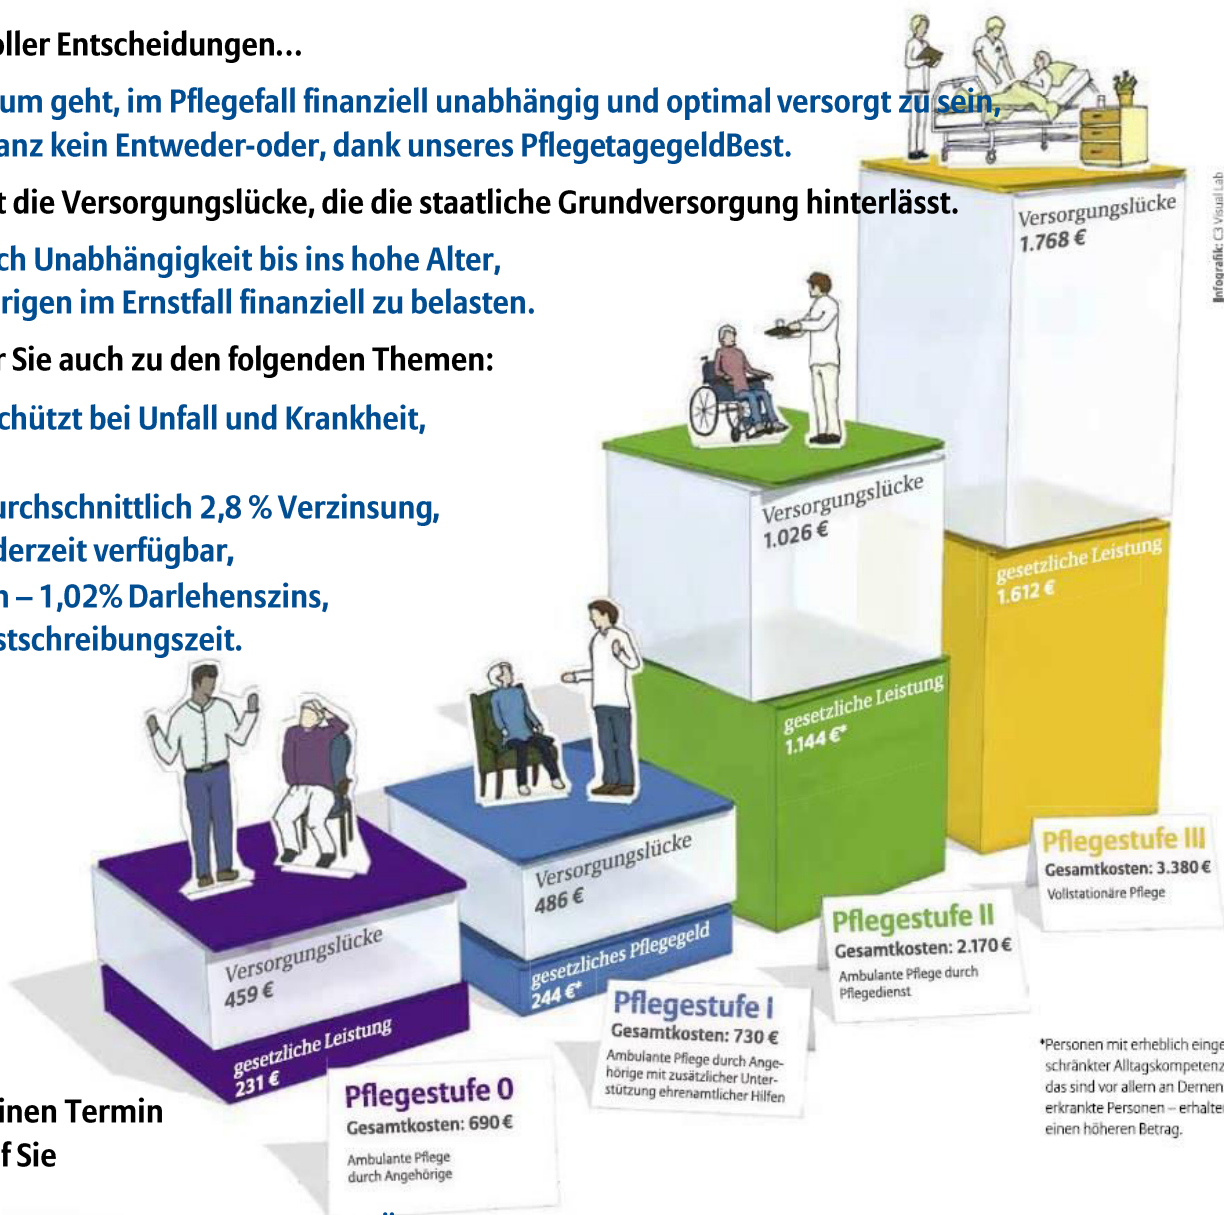 oller Entscheidungen...
um geht, im Pflegefall finanziell unabhängig und optimal versorgt zu sein,
anz kein Entweder-oder, dank unseres PflegetagegeldBest.
t die Versorgungslücke, die die staatliche Grundversorgung hinterlässt.
ch Unabhängigkeit bis ins hohe Alter,
rigen im Ernstfall finanziell zu belasten.
r Sie auch zu den folgenden Themen:
chützt bei Unfall und Krankheit,
urchschnittlich 2,8 % Verzinsung,
derzeit verfügbar,
n – 1,02% Darlehenszins,
stschreibungszeit.
Infografik: C3 Visual Lab
Versorgungslücke
1.768 €
gesetzliche Leistung
1.612 €
Pflegestufe III
Gesamtkosten: 3.380 €
Vollstationäre Pflege
Versorgungslücke
1.026 €
gesetzliche Leistung
1.144 €*
Pflegestufe II
Gesamtkosten: 2.170 €
Ambulante Pflege durch
Pflegedienst
Versorgungslücke
486 €
gesetzliches Pflegegeld
244 €*
Pflegestufe I
Gesamtkosten: 730 €
Ambulante Pflege durch Ange-
hörige mit zusätzlicher Unter-
stützung ehrenamtlicher Hilfen
Versorgungslücke
459 €
gesetzliche Leistung
231 €
Pflegestufe 0
Gesamtkosten: 690 €
Ambulante Pflege
durch Angehörige
*Personen mit erheblich einge
schränkter Alltagskompetenz
das sind vor allem an Demen
erkrankte Personen – erhalte
einen höheren Betrag.
inen Termin
f Sie